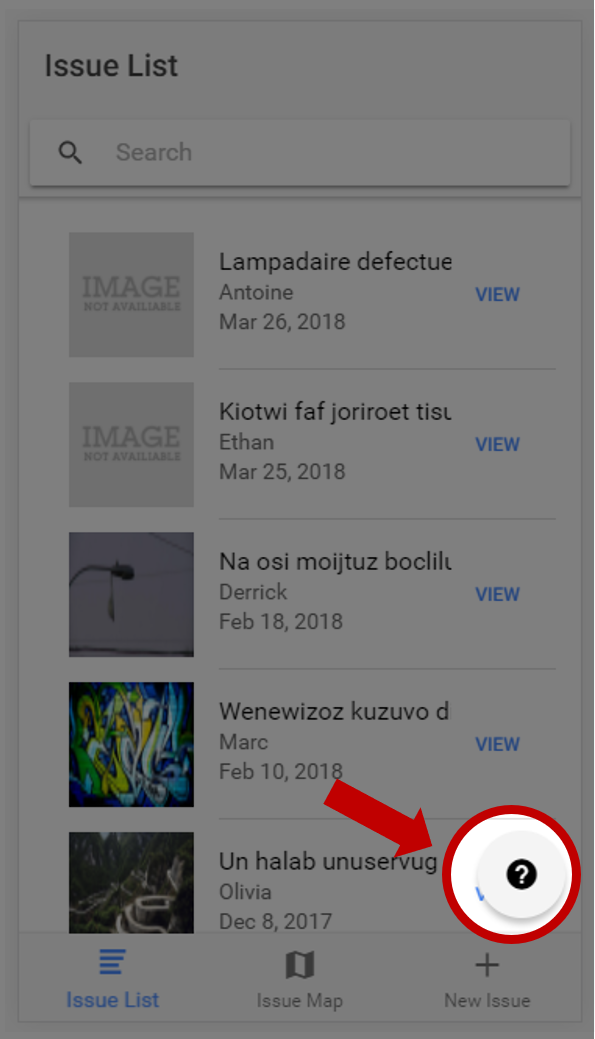 Issue List
Search
IMAGE
NOT AVAILIABLE
Lampadaire defectue
Antoine
Mar 26, 2018
VIEW
IMAGE
NOT AVAILIABLE
Kiotwi faf joriroet tisu
Ethan
Mar 25, 2018
VIEW
Na osi moijtuz boclilu
Derrick
Feb 18, 2018
VIEW
Wenewizoz kuzuvo d
Marc
Feb 10, 2018
VIEW
Un halab unuservug
Olivia
Dec 8, 2017
?
Issue List
Issue Map
New Issue